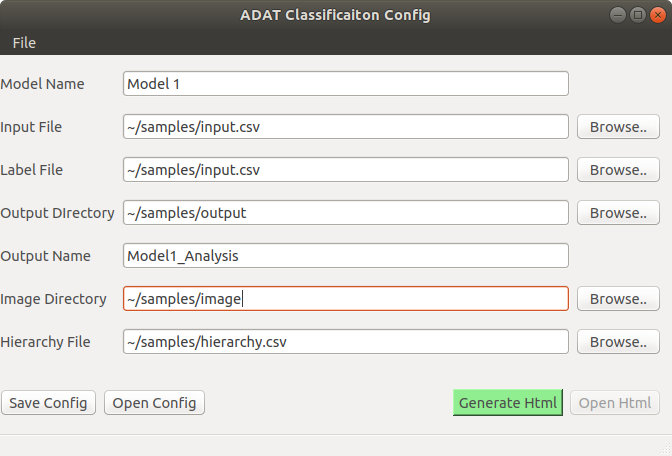 ADAT Classificaiton Config
File
Model Name Model 1
Input File ~/samples/input.csv Browse..
Label File ~/samples/input.csv Browse..
Output DIrectory ~/samples/output Browse..
Output Name Model1_Analysis
Image Directory ~/samples/image Browse..
Hierarchy File ~/samples/hierarchy.csv Browse..
Save Config Open Config Generate Html Open Html